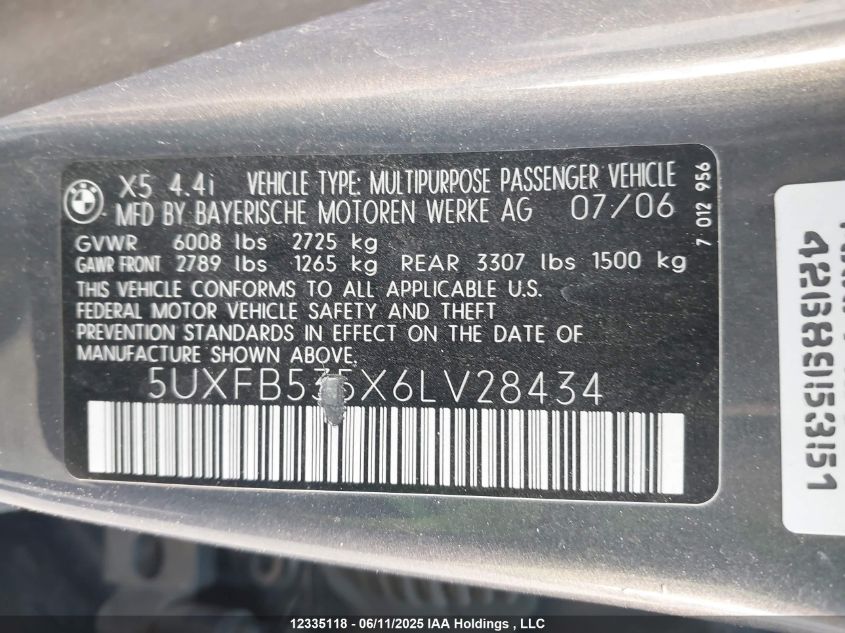 X5 4.4i VEHICLE TYPE: MULTIPURPOSE PASSENGER VEHICLE
MFD BY BAYERISCHE MOTOREN WERKE AG 07/06
GVWR 6008 lbs 2725 kg
GAWR FRONT 2789 lbs 1265 kg REAR 3307 lbs 1500 kg
THIS VEHICLE CONFORMS TO ALL APPLICABLE U.S.
FEDERAL MOTOR VEHICLE SAFETY AND THEFT
PREVENTION STANDARDS IN EFFECT ON THE DATE OF
MANUFACTURE SHOWN ABOVE.
5UXFB535X6LV28434
7 012 956
12335118 - 06/11/2025 IAA Holdings , LLC